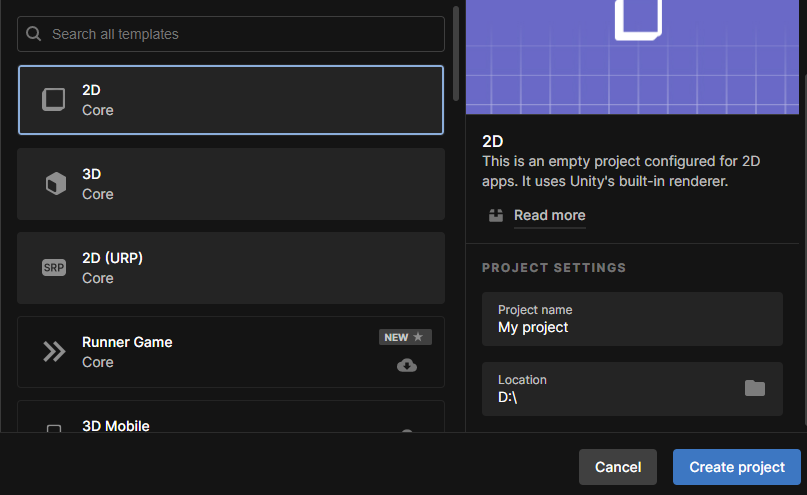 Search all templates
2D
Core
3D
Core
SRP
2D (URP)
Core
Runner Game
Core
NEW
3D Mobile
2D
This is an empty project configured for 2D
apps. It uses Unity's built-in renderer.
Read more
PROJECT SETTINGS
Project name
My project
Location
D:\
Cancel
Create project